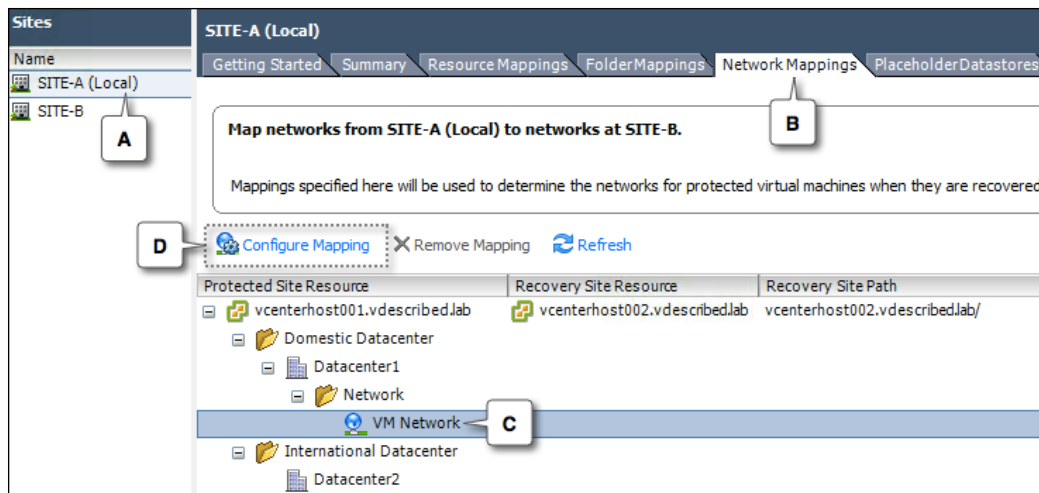 Sites
Name
SITE-A (Local)
SITE-B
A
SITE-A (Local)
Getting Started Summary Resource Mappings Folder Mappings Network Mappings Placeholder Datastores
B
Map networks from SITE-A (Local) to networks at SITE-B.
Mappings specified here will be used to determine the networks for protected virtual machines when they are recovered
D
Configure Mapping Remove Mapping Refresh
Protected Site Resource Recovery Site Resource Recovery Site Path
vcenterhost001.vdescribed.lab vcenterhost002.vdescribed.lab vcenterhost002.vdescribed.lab/
Domestic Datacenter
Datacenter1
Network
VM Network
C
International Datacenter
Datacenter2